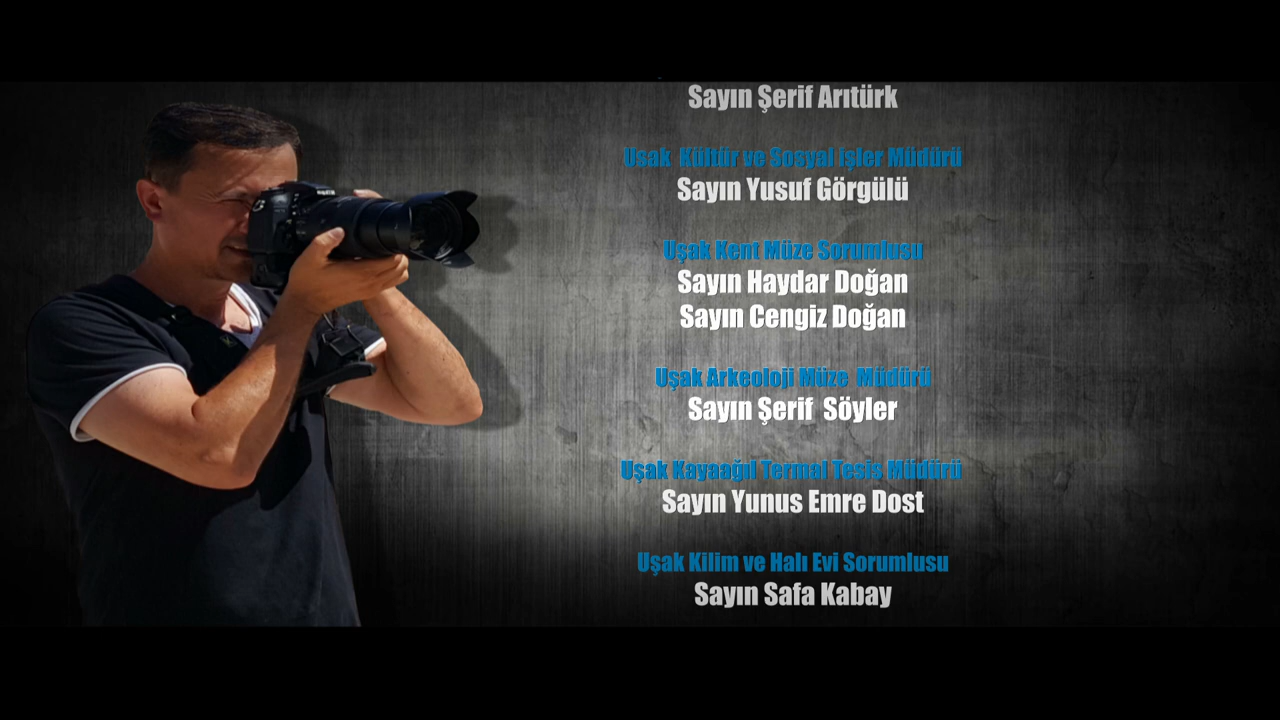 Sayın Şerif Arıtürk
Uşak Kültür ve Sosyal işler Müdürü
Sayın Yusuf Görgülü
Uşak Kent Müze Sorumlusu
Sayın Haydar Doğan
Sayın Cengiz Doğan
Uşak Arkeoloji Müze Müdürü
Sayın Şerif Söyler
Uşak Kayaağıl Termal Tesis Müdürü
Sayın Yunus Emre Dost
Uşak Kilim ve Halı Evi Sorumlusu
Sayın Safa Kabay